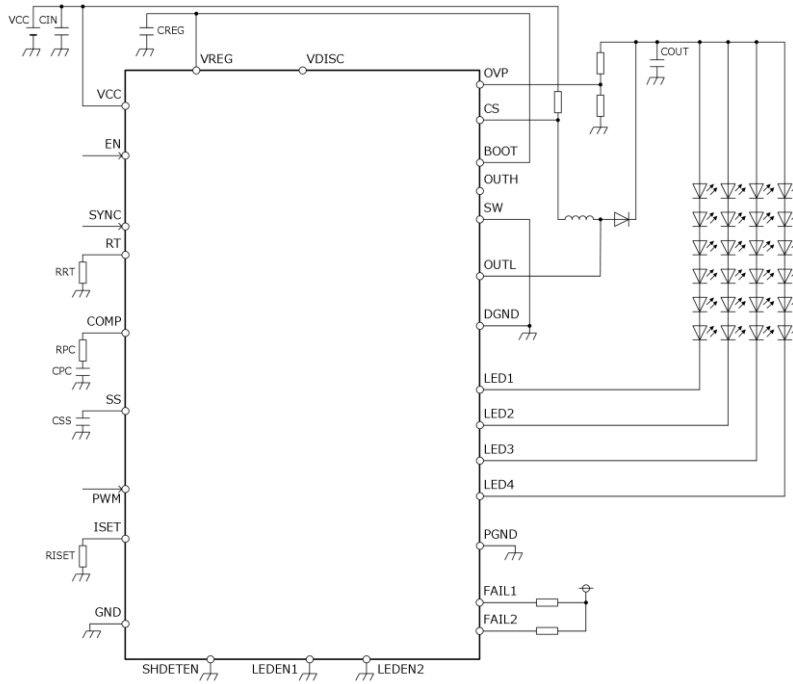 VCC CIN
CREG
COUT
VREG
VDISC
OVP
VCC
CS
EN
BOOT
OUTH
SYNC
SW
RT
RRT
OUTL
COMP
DGND
RPC
CPC
LED1
SS
CSS
LED2
LED3
LED4
PWM
ISET
PGND
RISET
FAIL1
GND
FAIL2
SHDETEN
LEDEN1
LEDEN2